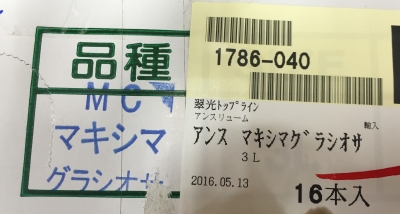 品種
MC
マキシマ
グラシオサ
1786-040
翠光ﾄｯﾌﾟﾗｲﾝ
アンスリューム
輸入
ｱﾝｽ ﾏｷｼﾏｸﾞﾗｼｵｻ
3L
2016.05.13
16本入